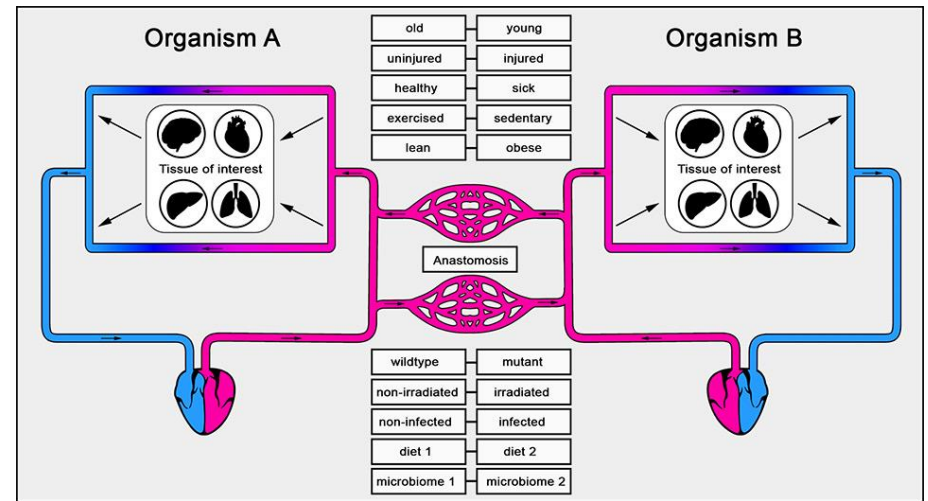 Organism A
Organism B
old
young
uninjured
injured
healthy
sick
exercised
sedentary
lean
obese
Tissue of interest
Tissue of interest
Anastomosis
wildtype
mutant
non-irradiated
irradiated
non-infected
infected
diet 1
diet 2
microbiome 1
microbiome 2